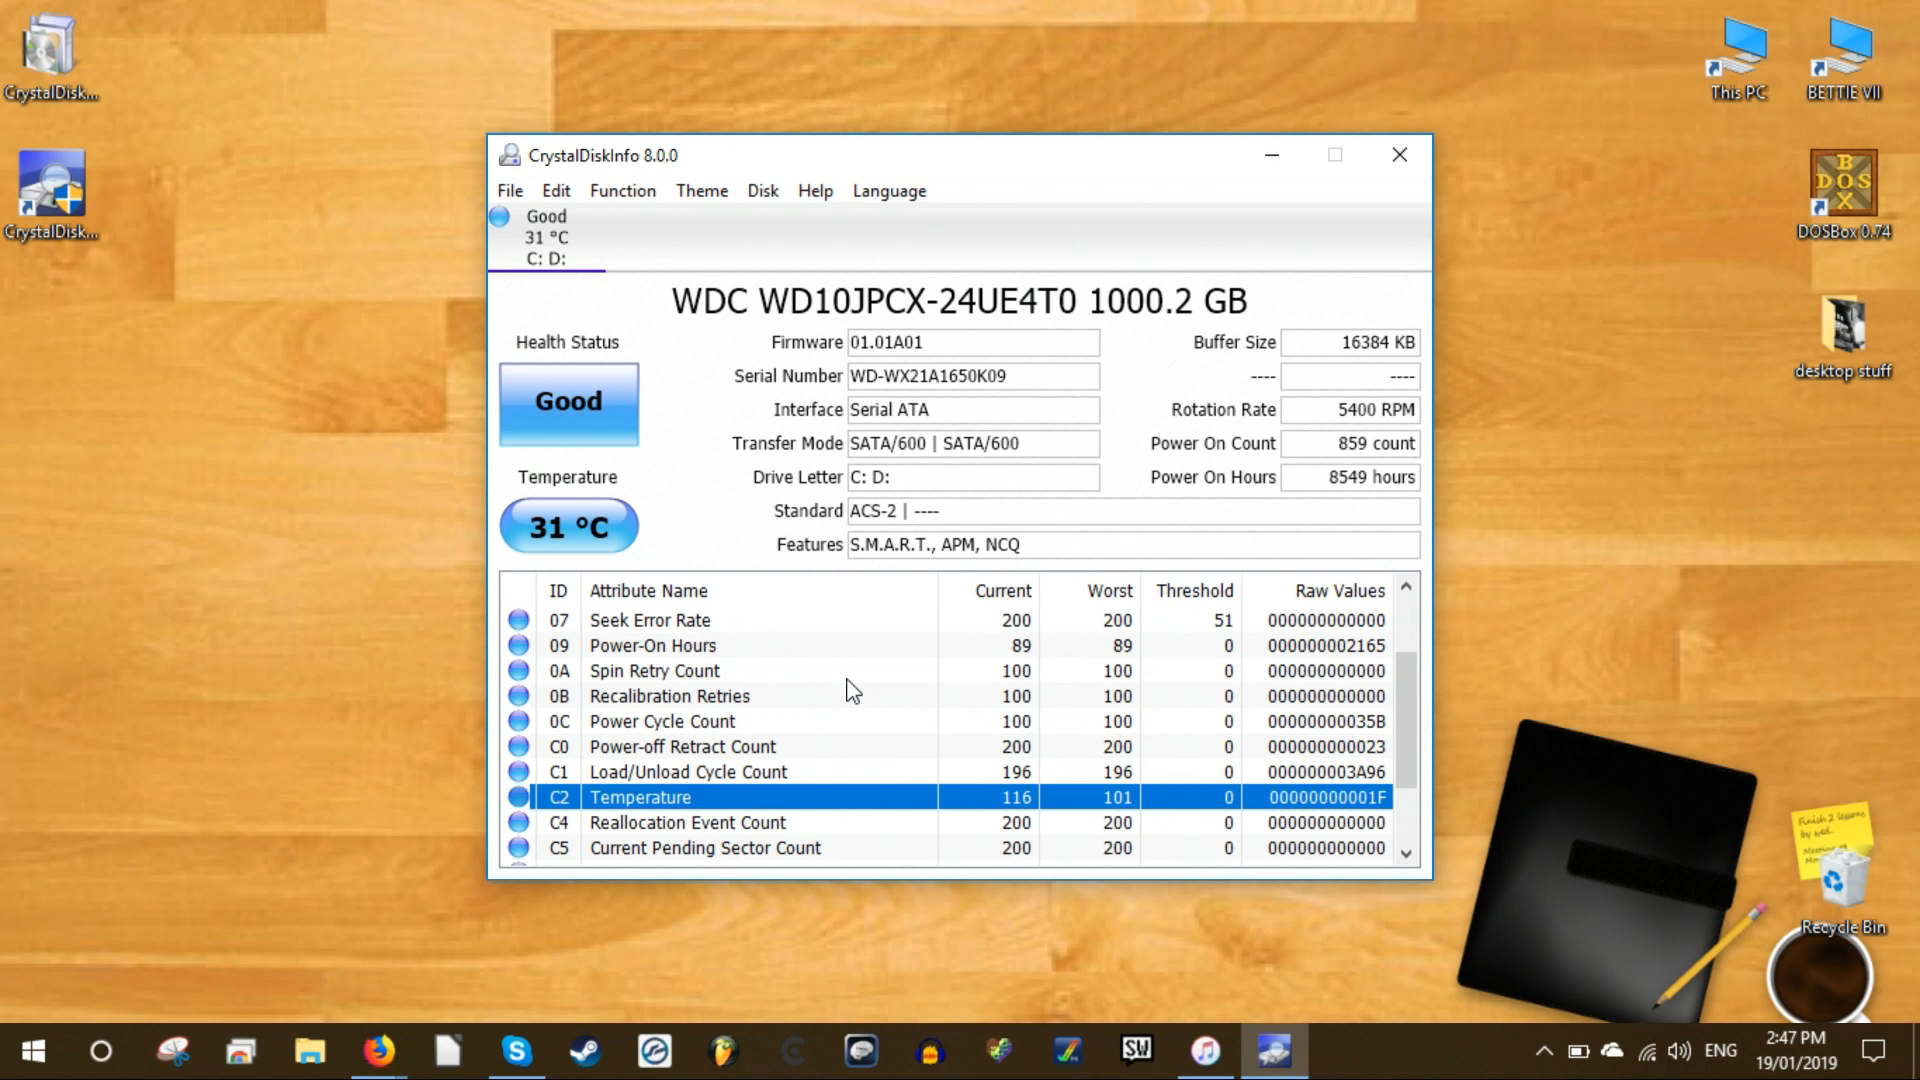 CrystalDisk...
This PC
BETTIE VII
CrystalDisk...
DOSBox 0.74
BOX
DOS
desktop stuff
CrystalDiskInfo 8.0.0
File Edit Function Theme Disk Help Language
Good
31 °C
C: D:
WDC WD10JPCX-24UE4T0 1000.2 GB
Health Status
Good
Temperature
31 °C
Firmware 01.01A01
Serial Number WD-WX21A1650K09
Interface Serial ATA
Transfer Mode SATA/600 | SATA/600
Drive Letter C: D:
Standard ACS-2 | ----
Features S.M.A.R.T., APM, NCQ
Buffer Size 16384 KB
---- ----
Rotation Rate 5400 RPM
Power On Count 859 count
Power On Hours 8549 hours
ID Attribute Name Current Worst Threshold Raw Values
07 Seek Error Rate 200 200 51 000000000000
09 Power-On Hours 89 89 0 000000002165
0A Spin Retry Count 100 100 0 000000000000
0B Recalibration Retries 100 100 0 000000000000
0C Power Cycle Count 100 100 0 00000000035B
C0 Power-off Retract Count 200 200 0 000000000023
C1 Load/Unload Cycle Count 196 196 0 000000003A96
C2 Temperature 116 101 0 00000000001F
C4 Reallocation Event Count 200 200 0 000000000000
C5 Current Pending Sector Count 200 200 0 000000000000
Finish 2 lessons
by wed.
Recycle Bin
SW
ENG
2:47 PM
19/01/2019